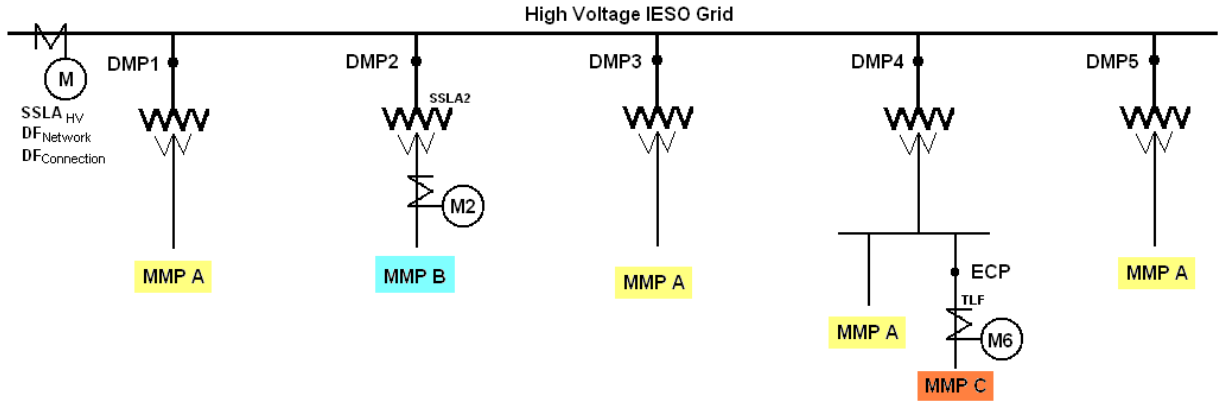 High Voltage IESO Grid
DMP1
DMP2
DMP3
DMP4
DMP5
M
SSLA HV
DF Network
DF Connection
SSLA2
M2
MMP A
MMP B
MMP A
ECP
MMP A
TLF
MMP A
M6
MMP C